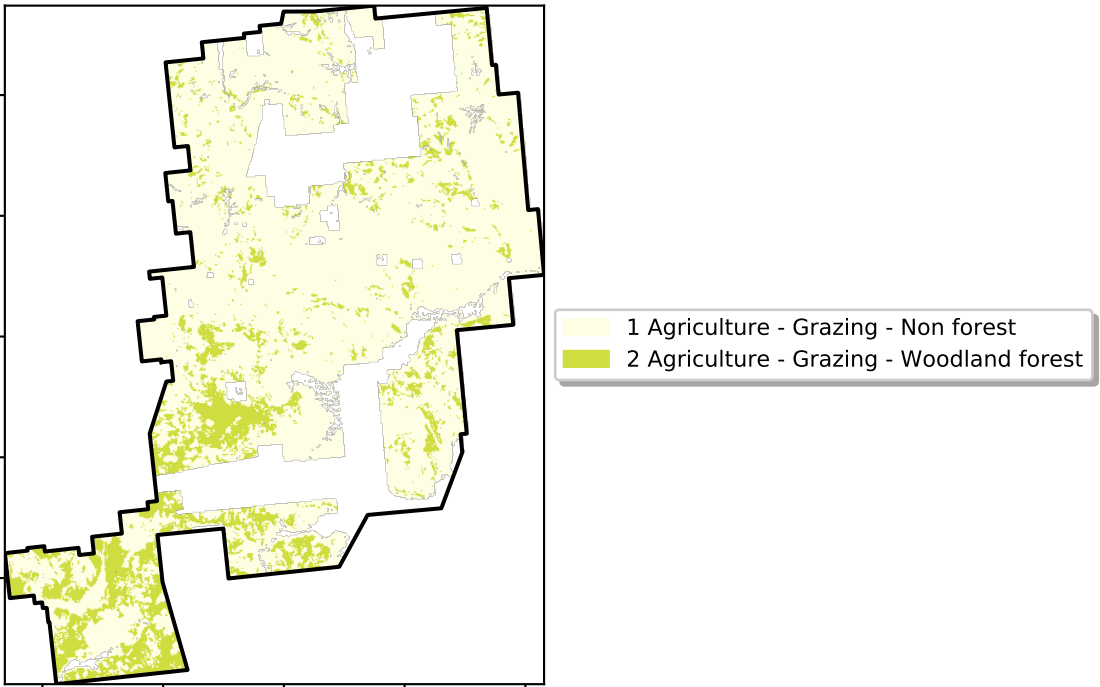 1 Agriculture - Grazing - Non forest
2 Agriculture - Grazing - Woodland forest